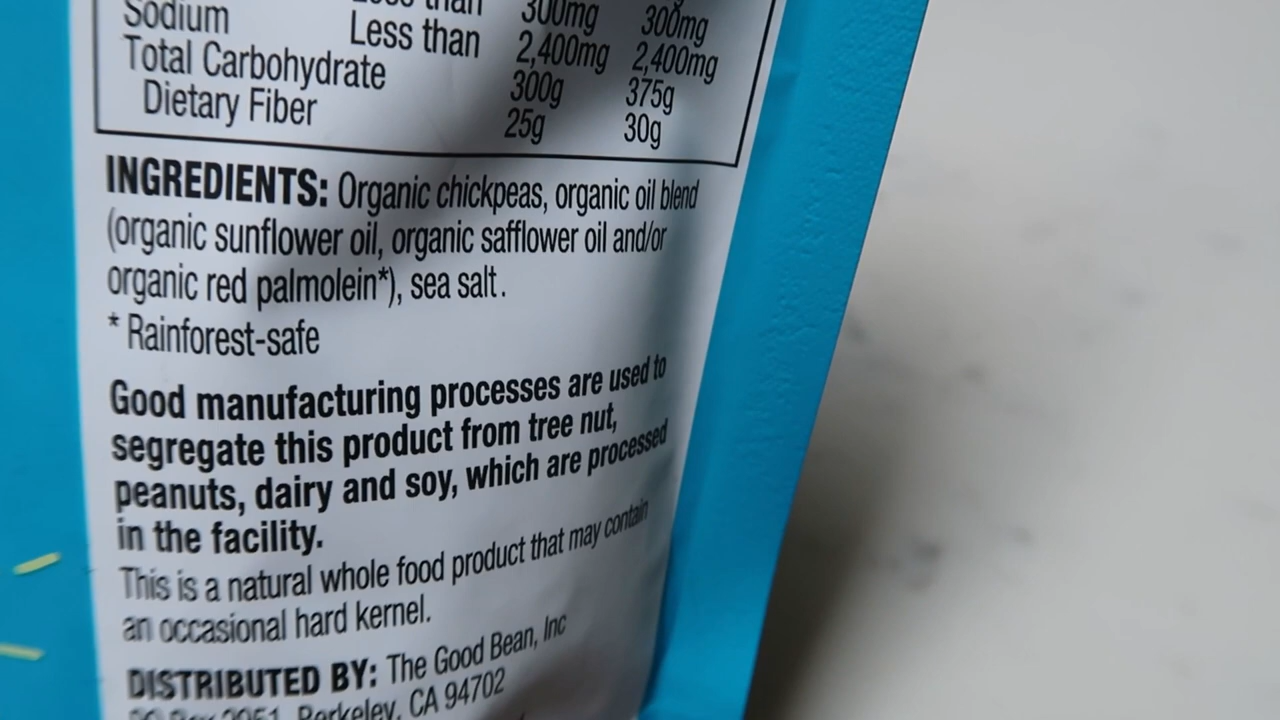 Less than 300mg 300mg
Sodium Less than 2,400mg 2,400mg
Total Carbohydrate 300g 375g
Dietary Fiber 25g 30g
INGREDIENTS: Organic chickpeas, organic oil blend
(organic sunflower oil, organic safflower oil and/or
organic red palmolein*), sea salt.
* Rainforest-safe
Good manufacturing processes are used to
segregate this product from tree nut,
peanuts, dairy and soy, which are processed
in the facility.
This is a natural whole food product that may contain
an occasional hard kernel.
DISTRIBUTED BY: The Good Bean, Inc
Berkeley, CA 94702